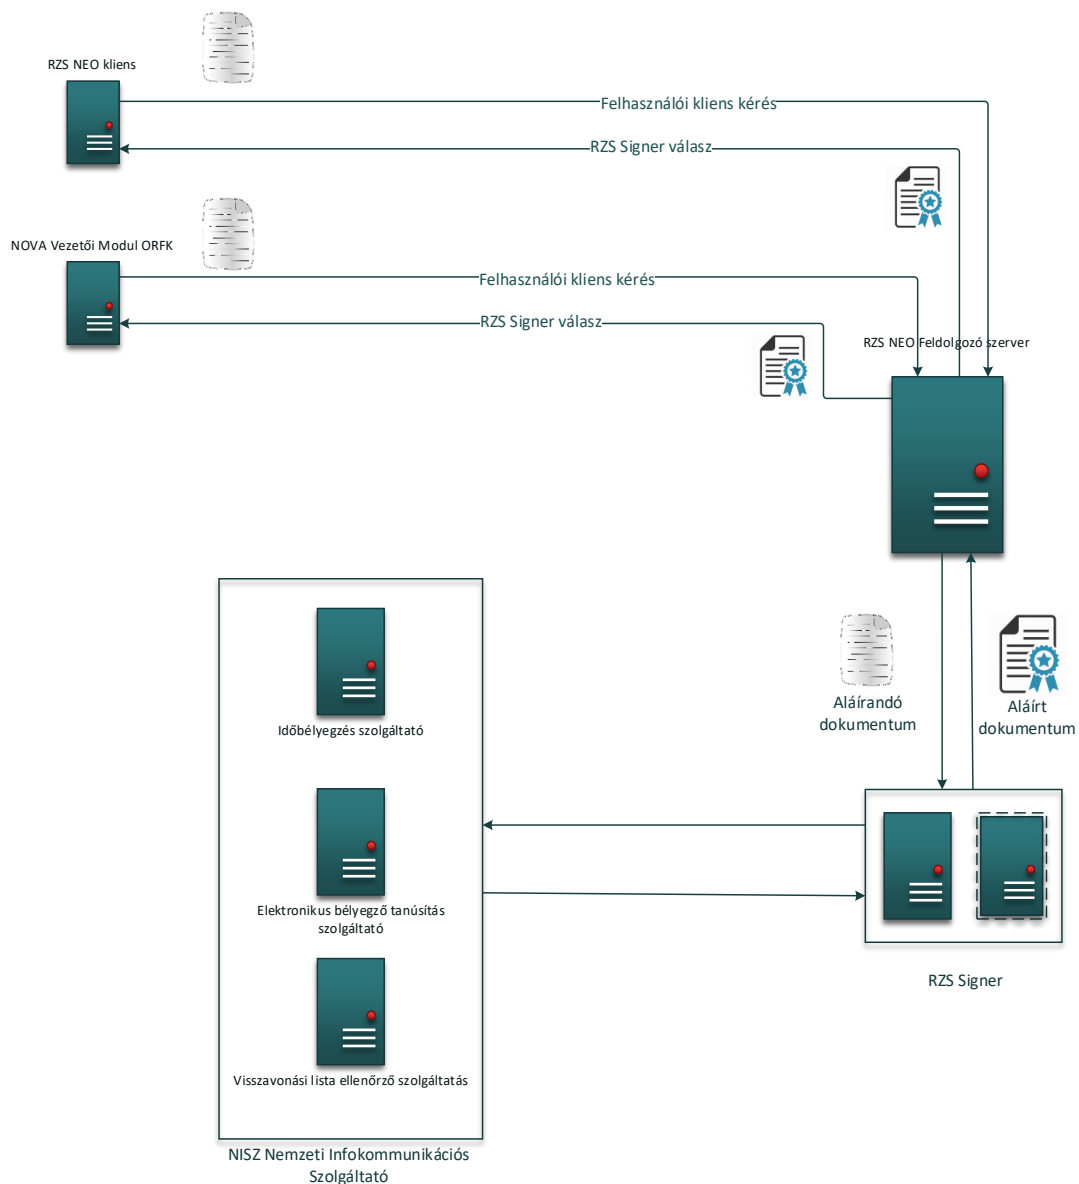 RZS NEO kliens
Felhasználói kliens kérés
RZS Signer válasz
NOVA Vezetői Modul ORFK
Felhasználói kliens kérés
RZS Signer válasz
RZS NEO Feldolgozó szerver
Aláírandó
dokumentum
Aláírt
dokumentum
Időbélyegzés szolgáltató
Elektronikus bélyegző tanúsítás
szolgáltató
Visszavonási lista ellenőrző szolgáltatás
RZS Signer
NISZ Nemzeti Infokommunikációs
Szolgáltató